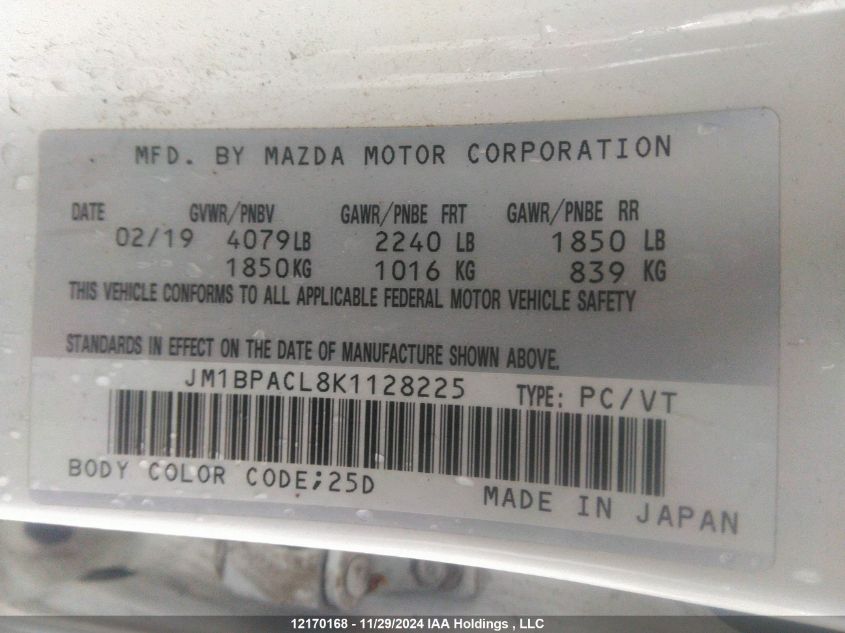 MFD. BY MAZDA MOTOR CORPORATION
DATE GVWR/PNBV GAWR/PNBE FRT GAWR/PNBE RR
02/19 4079LB 2240 LB 1850 LB
1850KG 1016 KG 839 KG
THIS VEHICLE CONFORMS TO ALL APPLICABLE FEDERAL MOTOR VEHICLE SAFETY
STANDARDS IN EFFECT ON THE DATE OF MANUFACTURE SHOWN ABOVE.
JM1BPACL8K1128225 TYPE: PC/VT
BODY COLOR CODE;25D MADE IN JAPAN
12170168 - 11/29/2024 IAA Holdings , LLC